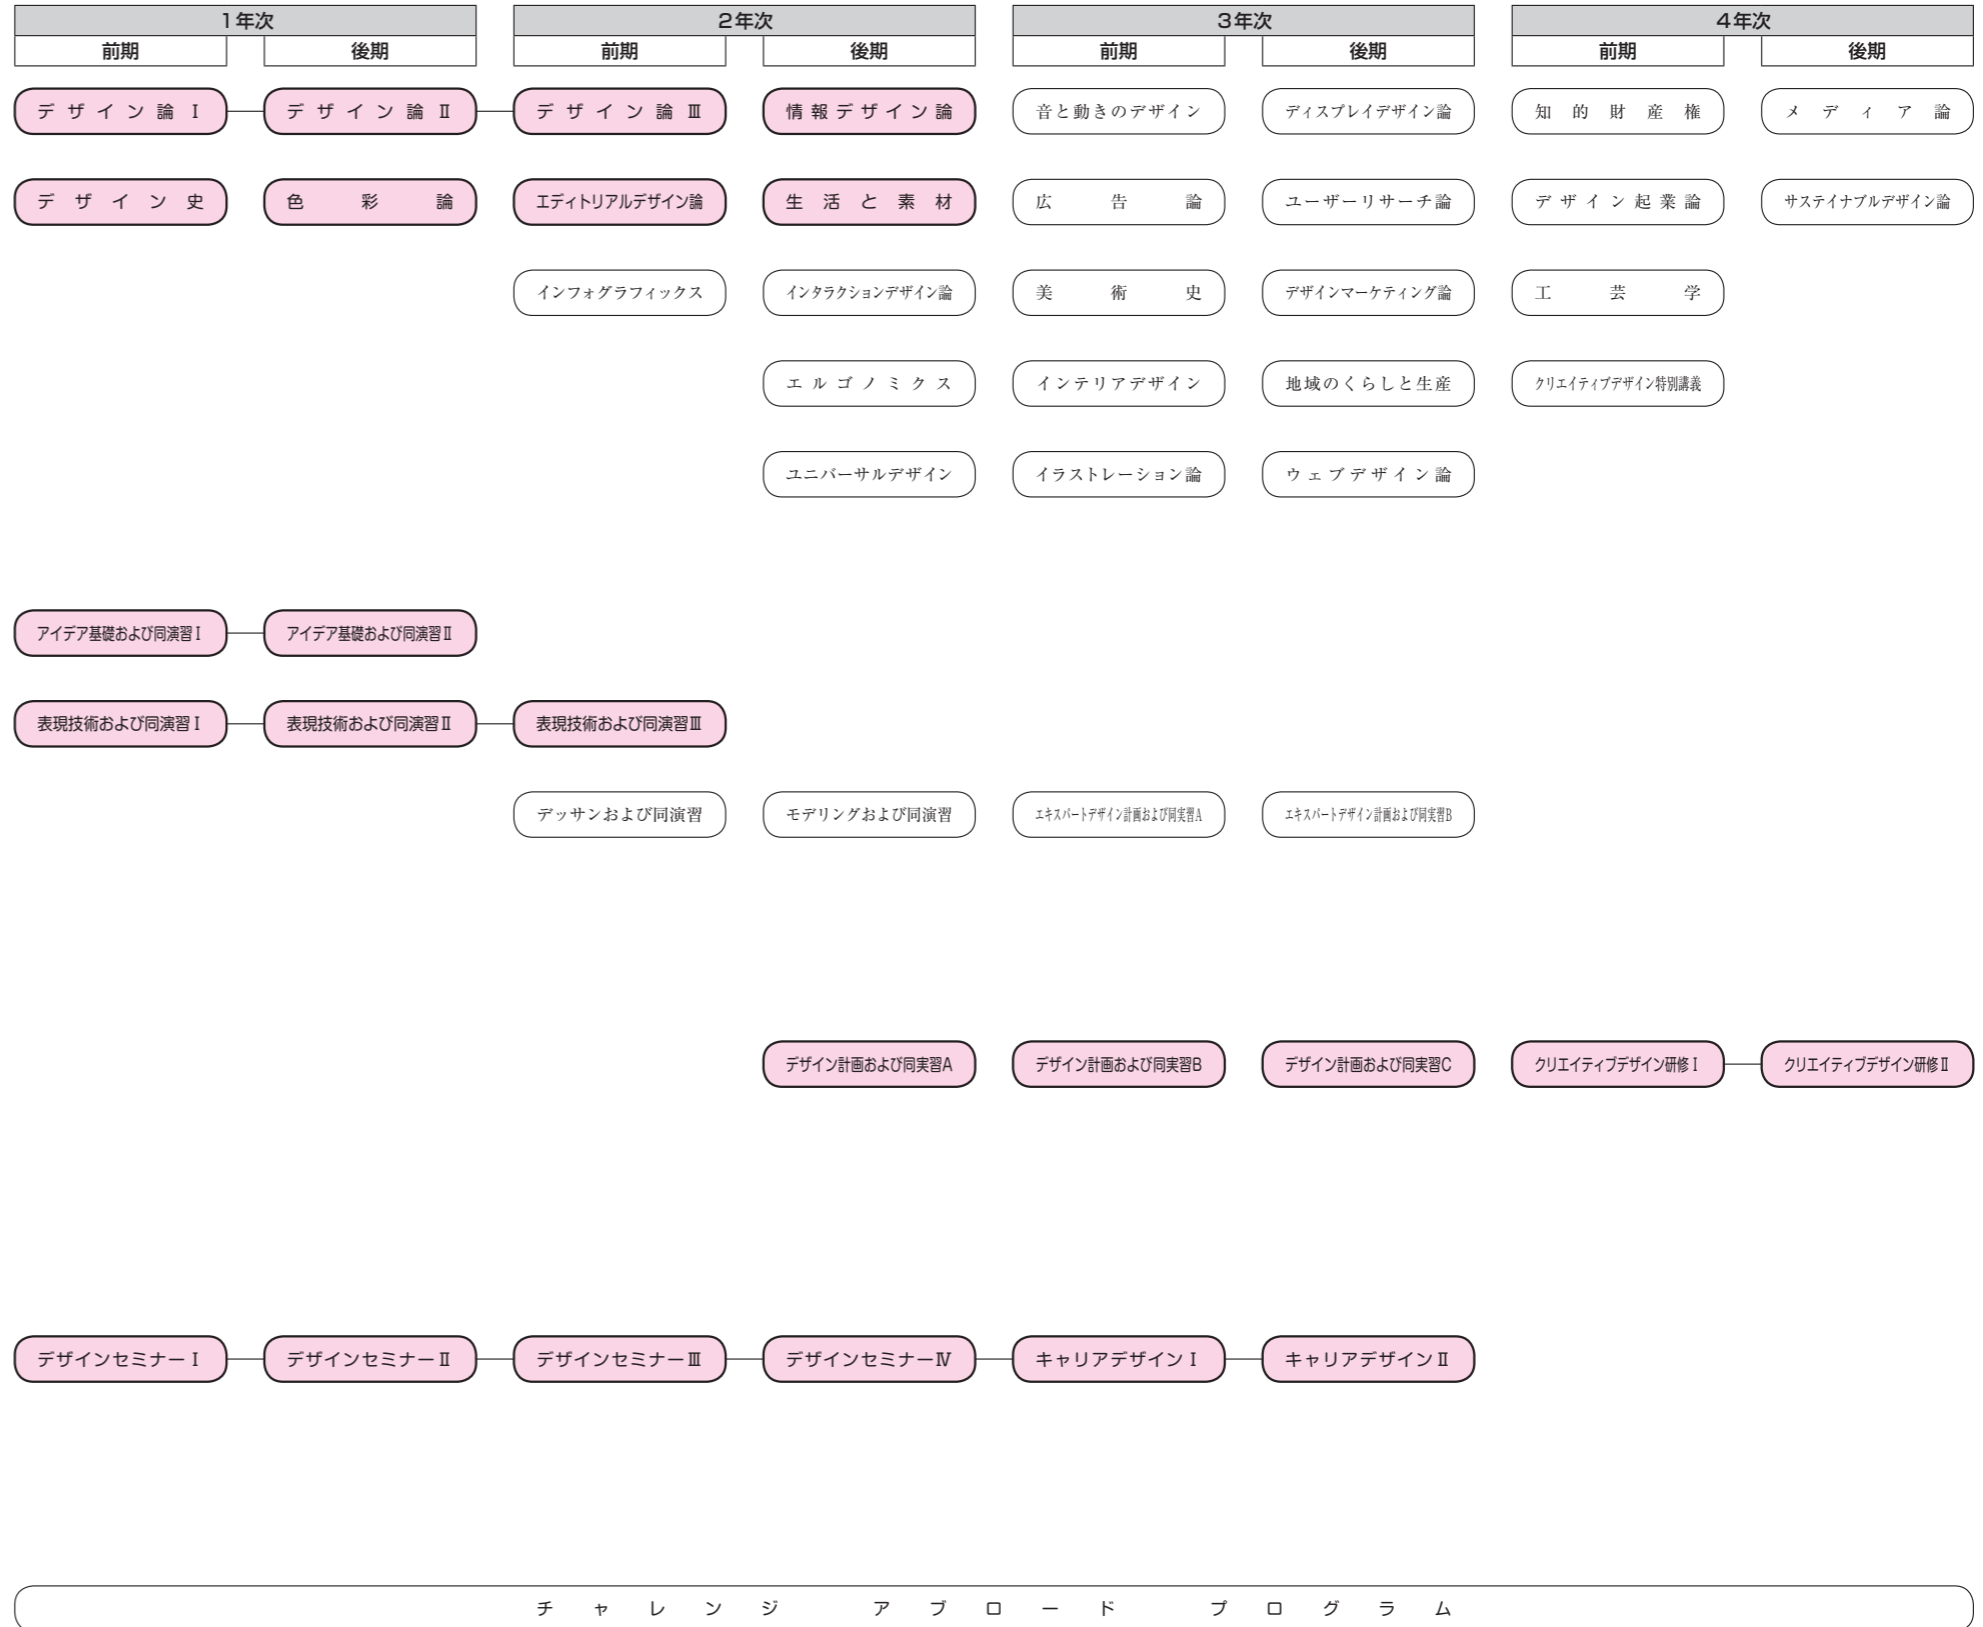 1年次 2年次 3年次 4年次
前期 後期 前期 後期 前期 後期 前期 後期
デザイン論Ⅰ デザイン論Ⅱ デザイン論Ⅲ 情報デザイン論 音と動きのデザイン ディスプレイデザイン論 知的財産権 メディア論
デザイン史 色彩論 エディトリアルデザイン論 生活と素材 広告論 ユーザーリサーチ論 デザイン起業論 サステイナブルデザイン論
インフォグラフィックス インタラクションデザイン論 美術史 デザインマーケティング論 工芸学
エルゴノミクス インテリアデザイン 地域のくらしと生産 クリエイティブデザイン特別講義
ユニバーサルデザイン イラストレーション論 ウェブデザイン論
アイデア基礎および同演習Ⅰ アイデア基礎および同演習Ⅱ
表現技術および同演習Ⅰ 表現技術および同演習Ⅱ 表現技術および同演習Ⅲ
デッサンおよび同演習 モデリングおよび同演習 エキスパートデザイン計画および同実習A エキスパートデザイン計画および同実習B
デザイン計画および同実習A デザイン計画および同実習B デザイン計画および同実習C クリエイティブデザイン研修Ⅰ クリエイティブデザイン研修Ⅱ
デザインセミナーⅠ デザインセミナーⅡ デザインセミナーⅢ デザインセミナーⅣ キャリアデザインⅠ キャリアデザインⅡ
チャレンジ アブロード プログラム